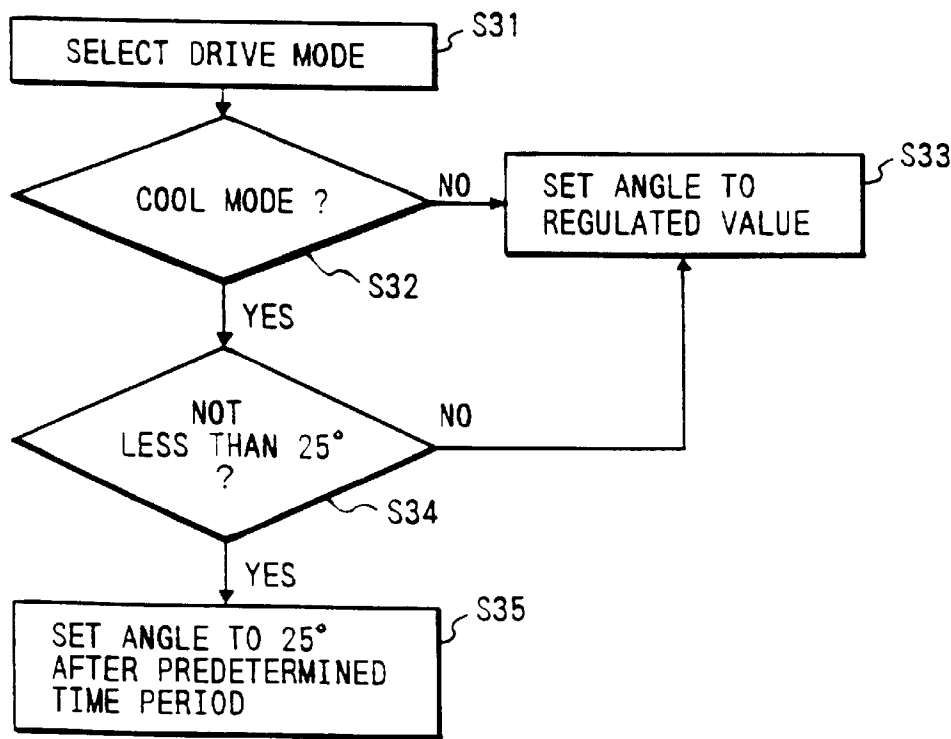 S31
SELECT DRIVE MODE
COOL MODE ?
NO
S33
SET ANGLE TO
REGULATED VALUE
S32
YES
NOT
LESS THAN 25°
?
NO
S34
YES
S35
SET ANGLE TO 25°
AFTER PREDETERMINED
TIME PERIOD